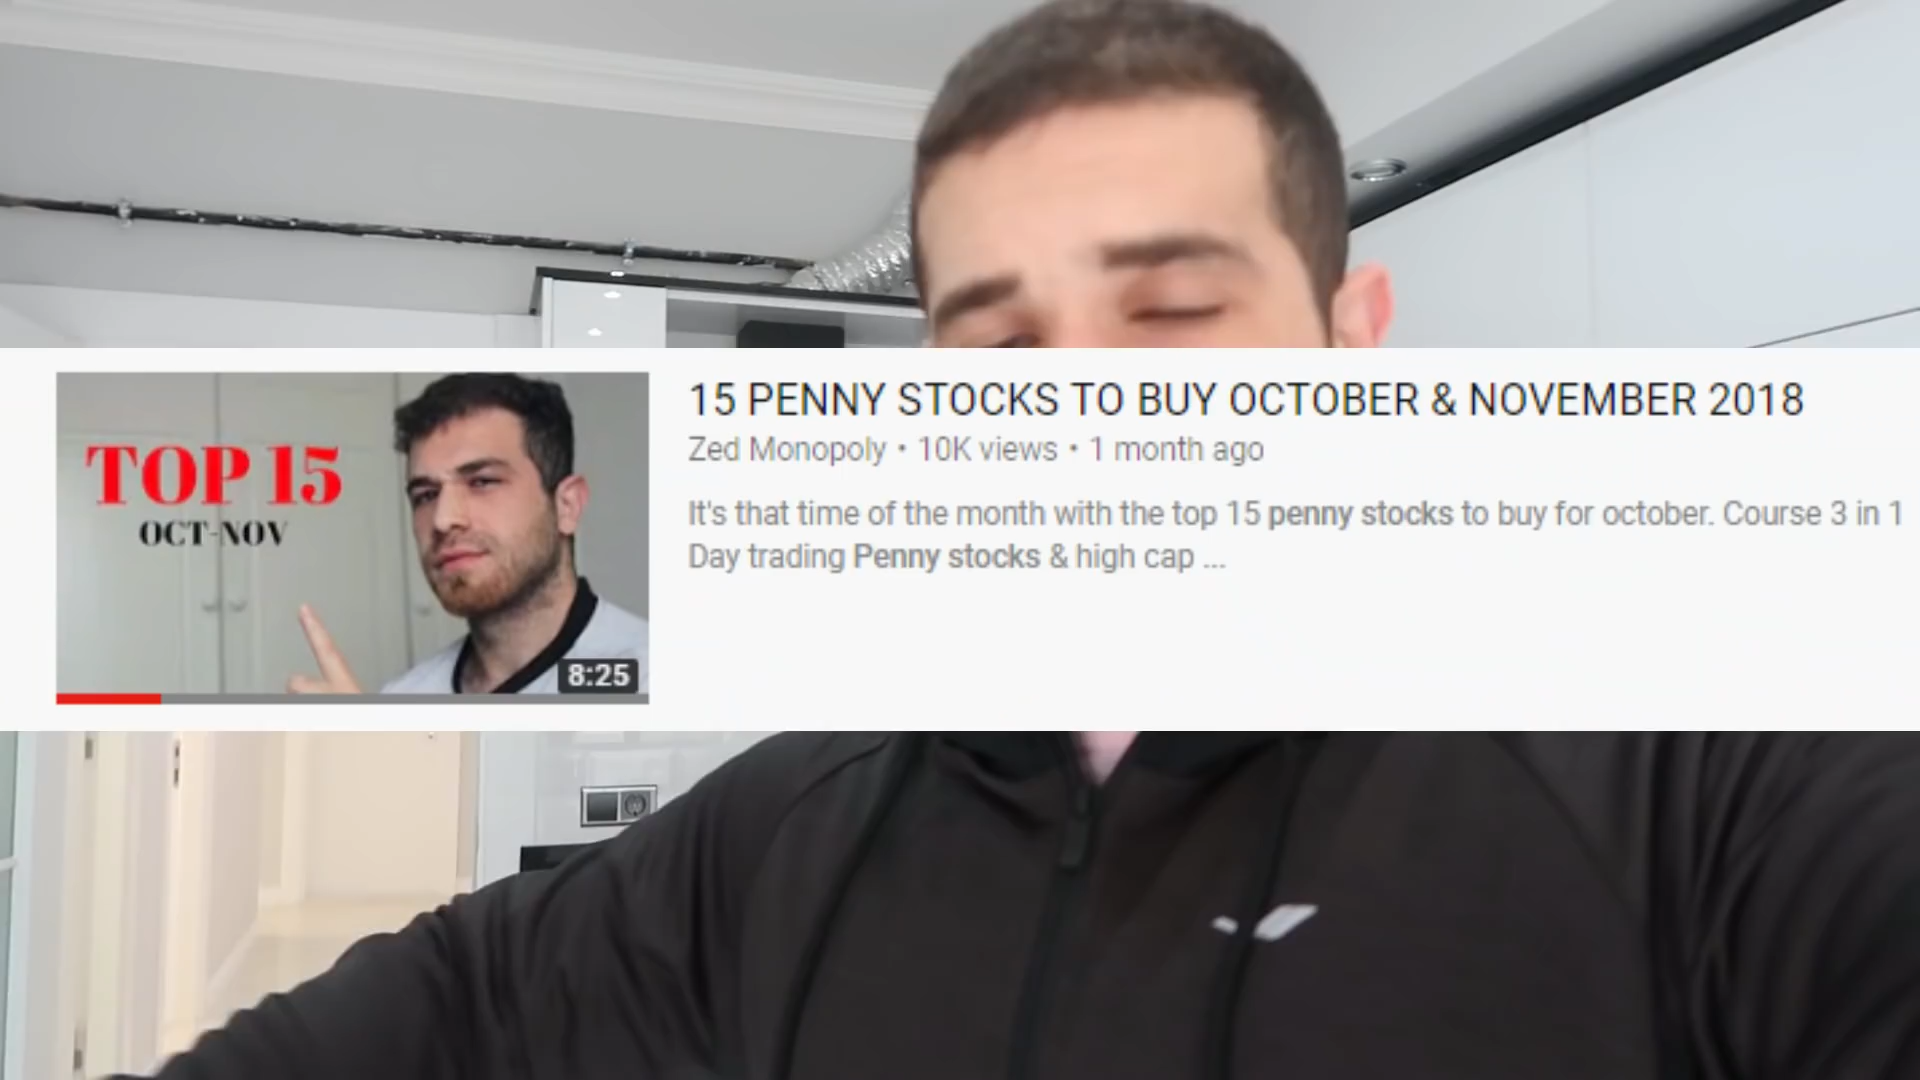 TOP 15
OCT-NOV
8:25
15 PENNY STOCKS TO BUY OCTOBER & NOVEMBER 2018
Zed Monopoly • 10K views • 1 month ago
It's that time of the month with the top 15 penny stocks to buy for october. Course 3 in 1
Day trading Penny stocks & high cap ...